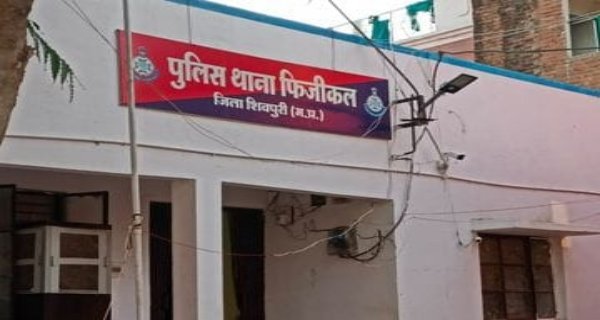 पुलिस थाना फिजीकल
जिला शिवपुरी (म.प्र.)